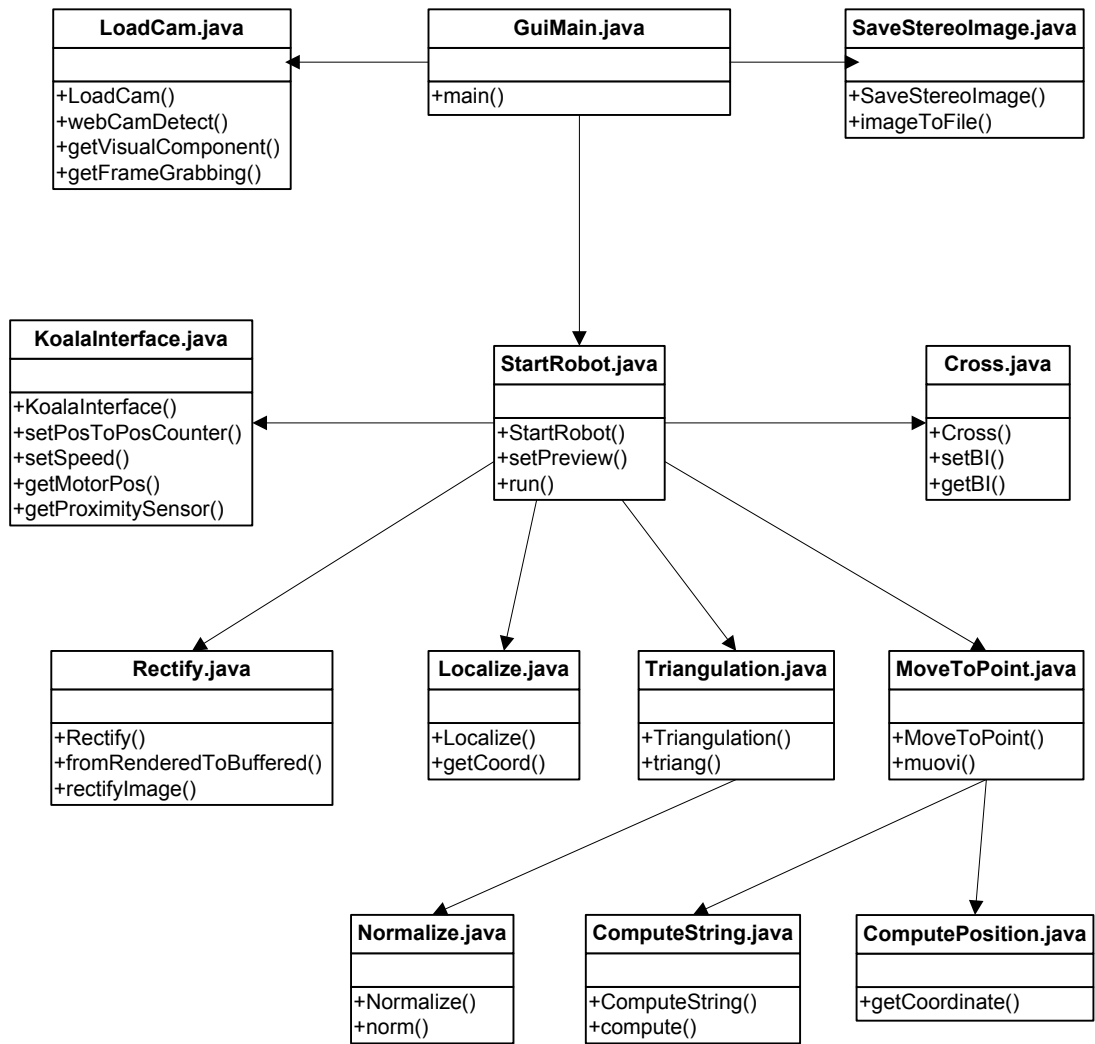 LoadCam.java
+LoadCam()
+webCamDetect()
+getVisualComponent()
+getFrameGrabbing()
GuiMain.java
+main()
SaveStereoImage.java
+SaveStereoImage()
+imageToFile()
KoalaInterface.java
+KoalaInterface()
+setPosToPosCounter()
+setSpeed()
+getMotorPos()
+getProximitySensor()
StartRobot.java
+StartRobot()
+setPreview()
+run()
Cross.java
+Cross()
+setBI()
+getBI()
Rectify.java
+Rectify()
+fromRenderedToBuffered()
+rectifyImage()
Localize.java
+Localize()
+getCoord()
Triangulation.java
+Triangulation()
+triang()
MoveToPoint.java
+MoveToPoint()
+muovi()
Normalize.java
+Normalize()
+norm()
ComputeString.java
+ComputeString()
+compute()
ComputePosition.java
+getCoordinate()